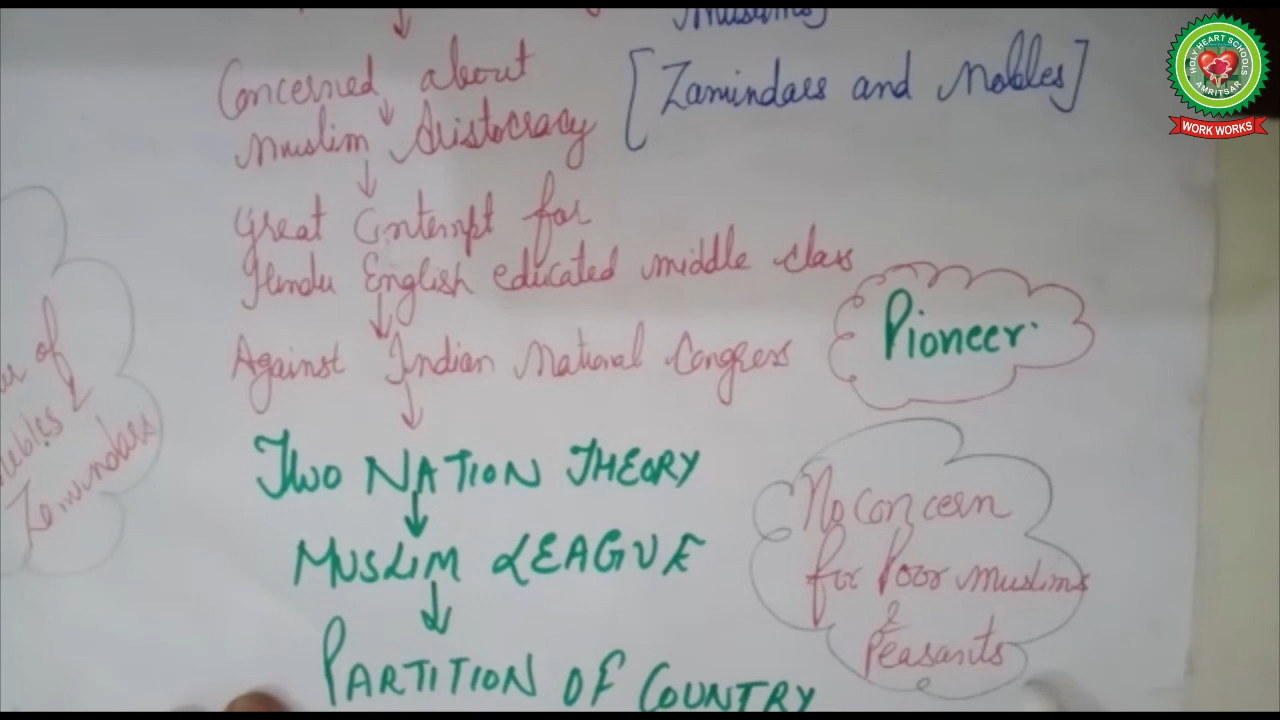 Muslims]
Concerned about
[Zamindars and Nobles]
Muslim Aristocracy
Great Contempt for
Hindu English educated middle class
Pioneer
Against Indian National Congress
of
Nobles &
Zamindars
TWO NATION THEORY
MUSLIM LEAGUE
PARTITION OF COUNTRY
No concern
for Poor Muslims
&
Peasants
HOLY HEART SCHOOLS
AMRITSAR
WORK WORKS